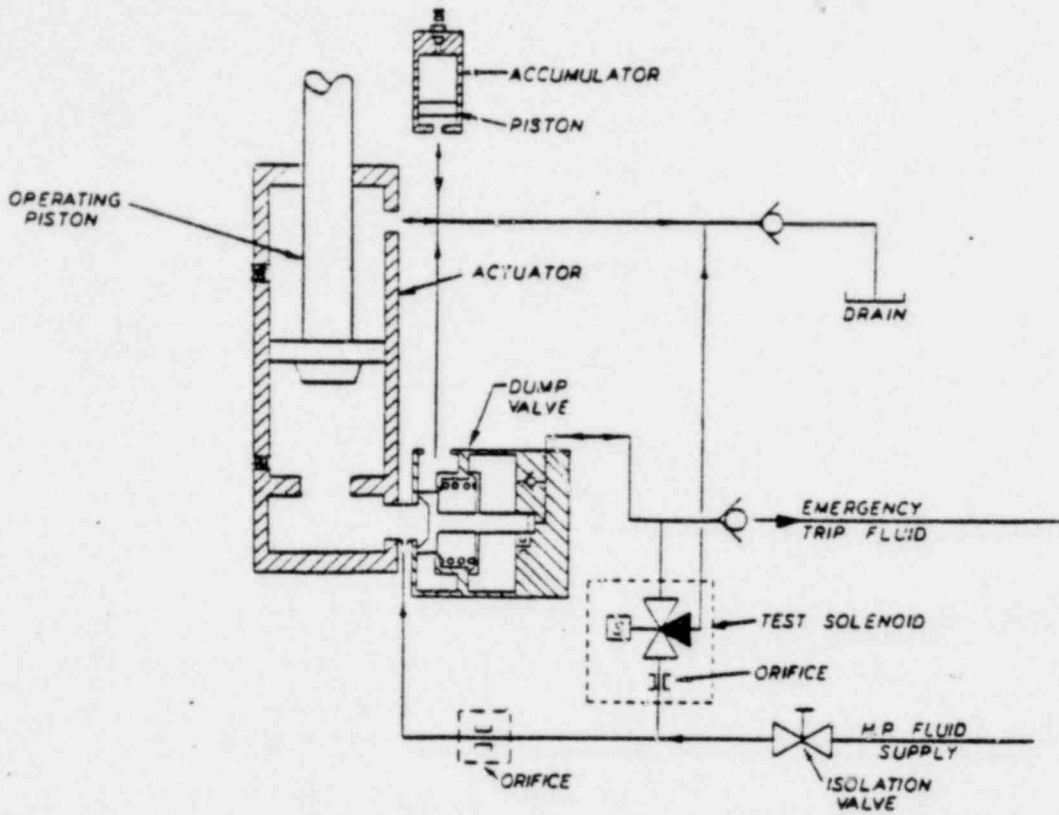 ACCUMULATOR
PISTON
OPERATING
PISTON
ACTUATOR
DRAIN
DUMP
VALVE
EMERGENCY
TRIP FLUID
TEST SOLENOID
ORIFICE
H.P. FLUID
SUPPLY
ORIFICE
ISOLATION
VALVE